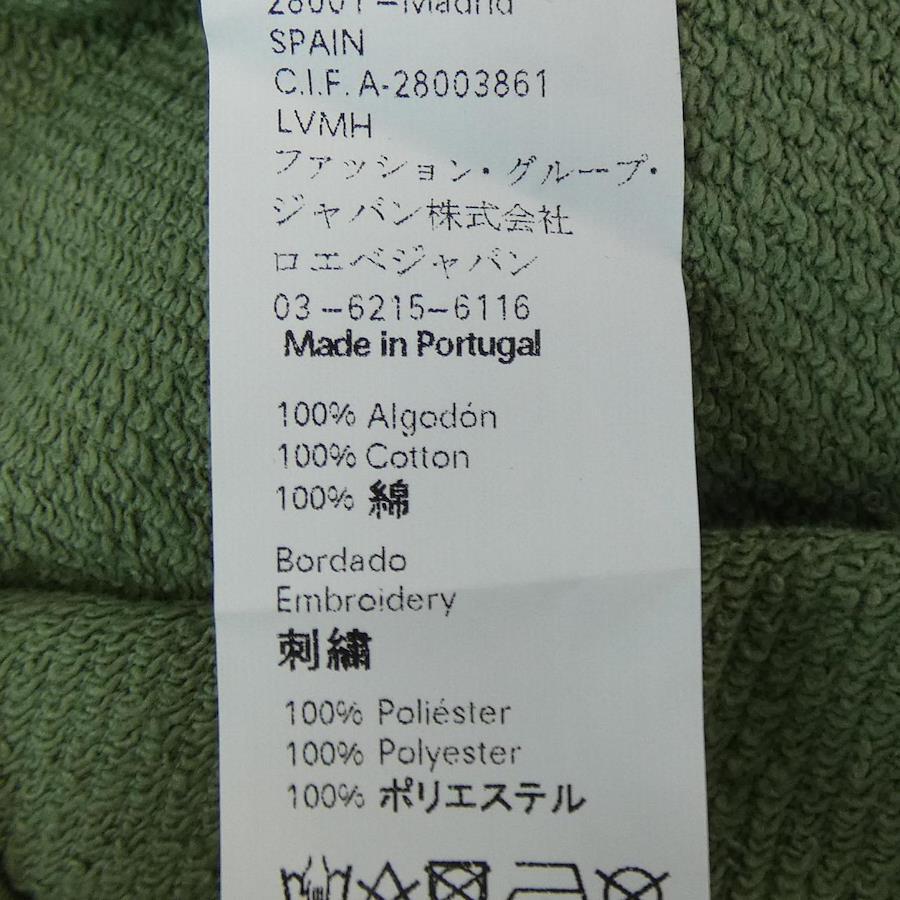 28001 – Madrid
SPAIN
C.I.F. A-28003861
LVMH
ファッション・グループ・
ジャパン株式会社
ロエベジャパン
03 –6215–6116
Made in Portugal
100% Algodón
100% Cotton
100% 綿
Bordado
Embroidery
刺繍
100% Poliéster
100% Polyester
100% ポリエステル